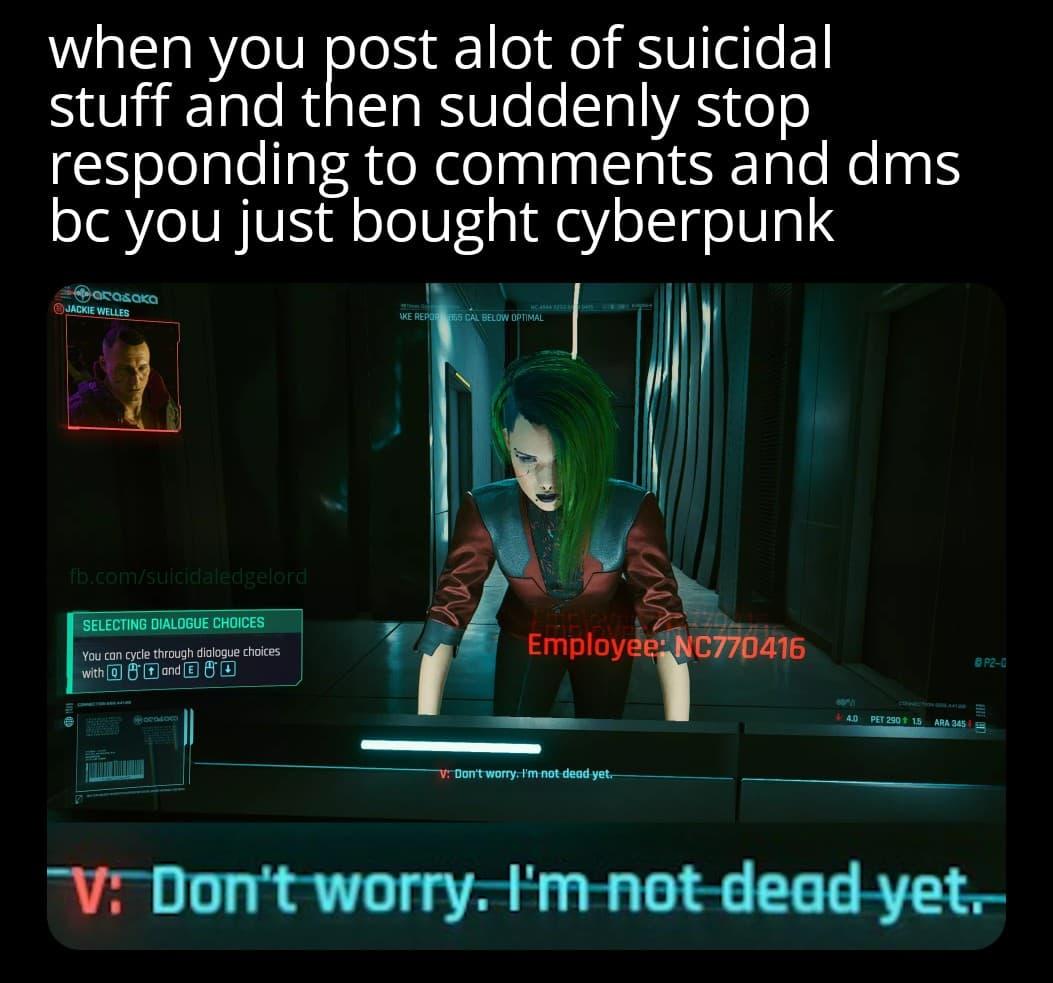 when you post alot of suicidal
stuff and then suddenly stop
responding to comments and dms
bc you just bought cyberpunk
arasaka
JACKIE WELLES
CAL BELOW OPTIMAL
fb.com/suicidaledgelord
SELECTING DIALOGUE CHOICES
You can cycle through dialogue choices
with Q and E
Employee: NC770416
4.0 PET 290 1.5 ARA 345
arasaka
V: Don't worry. I'm not dead yet.
V: Don't worry. I'm not dead yet.